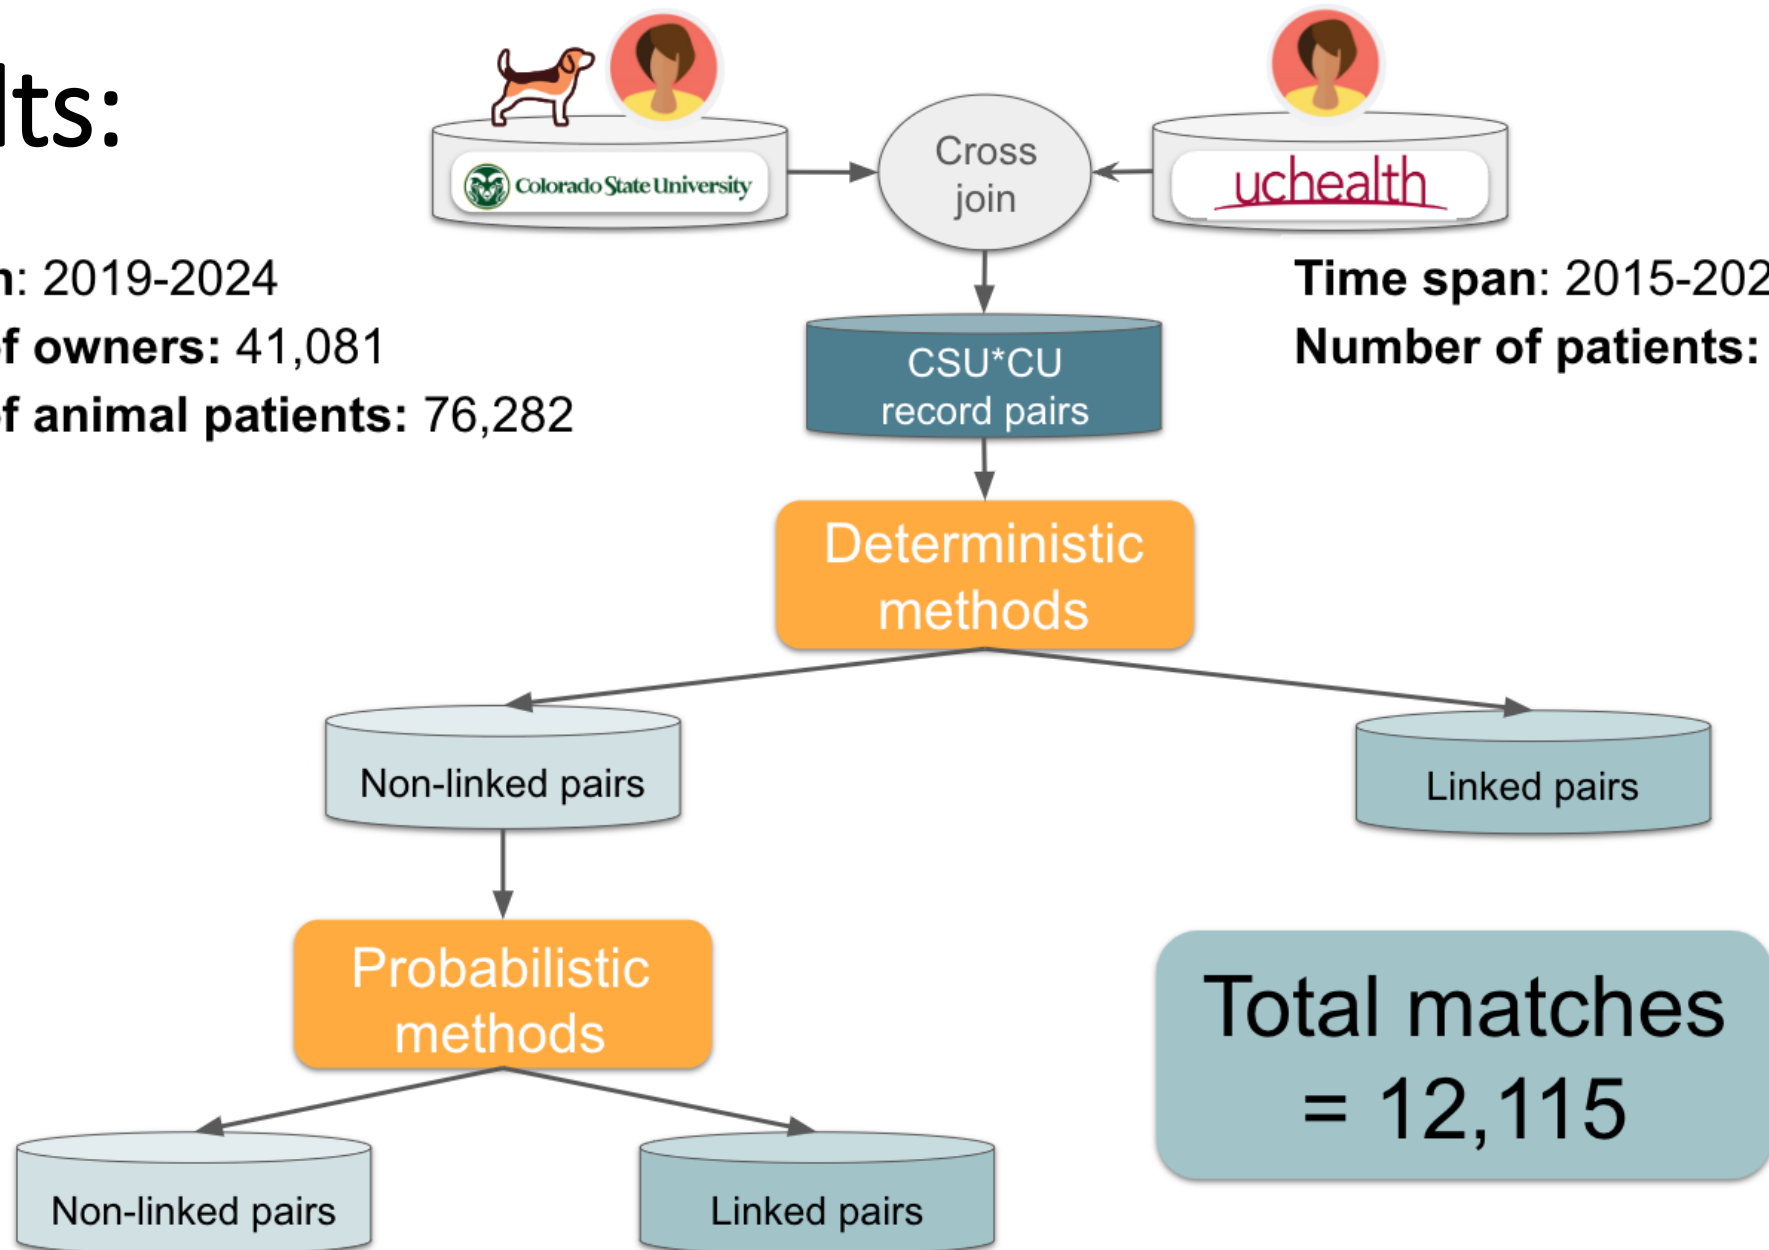 lts:
Colorado State University
Cross
join
uchealth
n: 2019-2024
of owners: 41,081
of animal patients: 76,282
Time span: 2015-202
Number of patients:
CSU*CU
record pairs
Deterministic
methods
Non-linked pairs
Linked pairs
Probabilistic
methods
Total matches
= 12,115
Non-linked pairs
Linked pairs